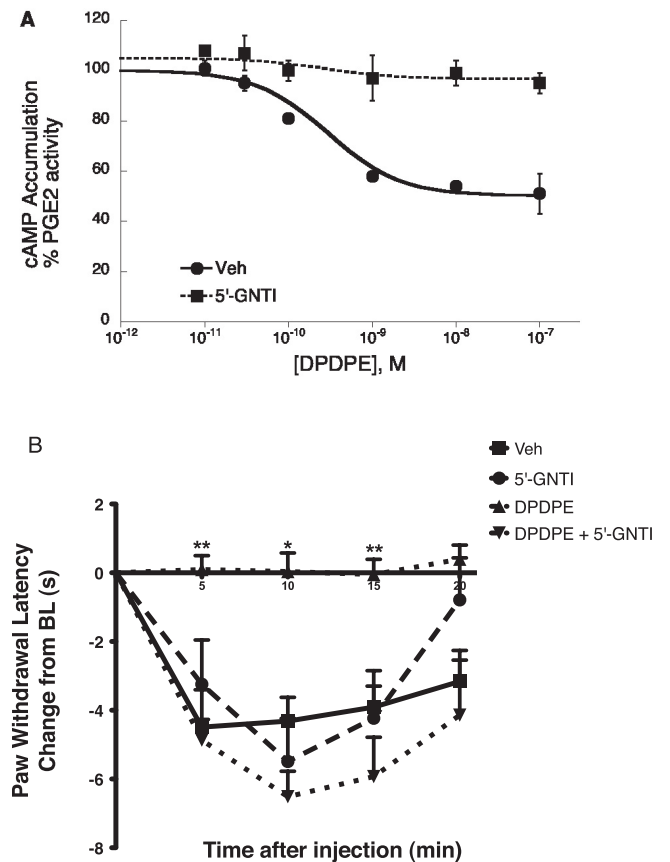 A
120
100
80
60
40
20
0
cAMP Accumulation
% PGE2 activity
Veh
5'-GNTI
10-12
10-11
10-10
10-9
10-8
10-7
[DPDPE], M
B
Veh
5'-GNTI
DPDPE
DPDPE + 5'-GNTI
2
0
-2
-4
-6
-8
Paw Withdrawal Latency
Change from BL (s)
** * **
5 10 15 20
Time after injection (min)